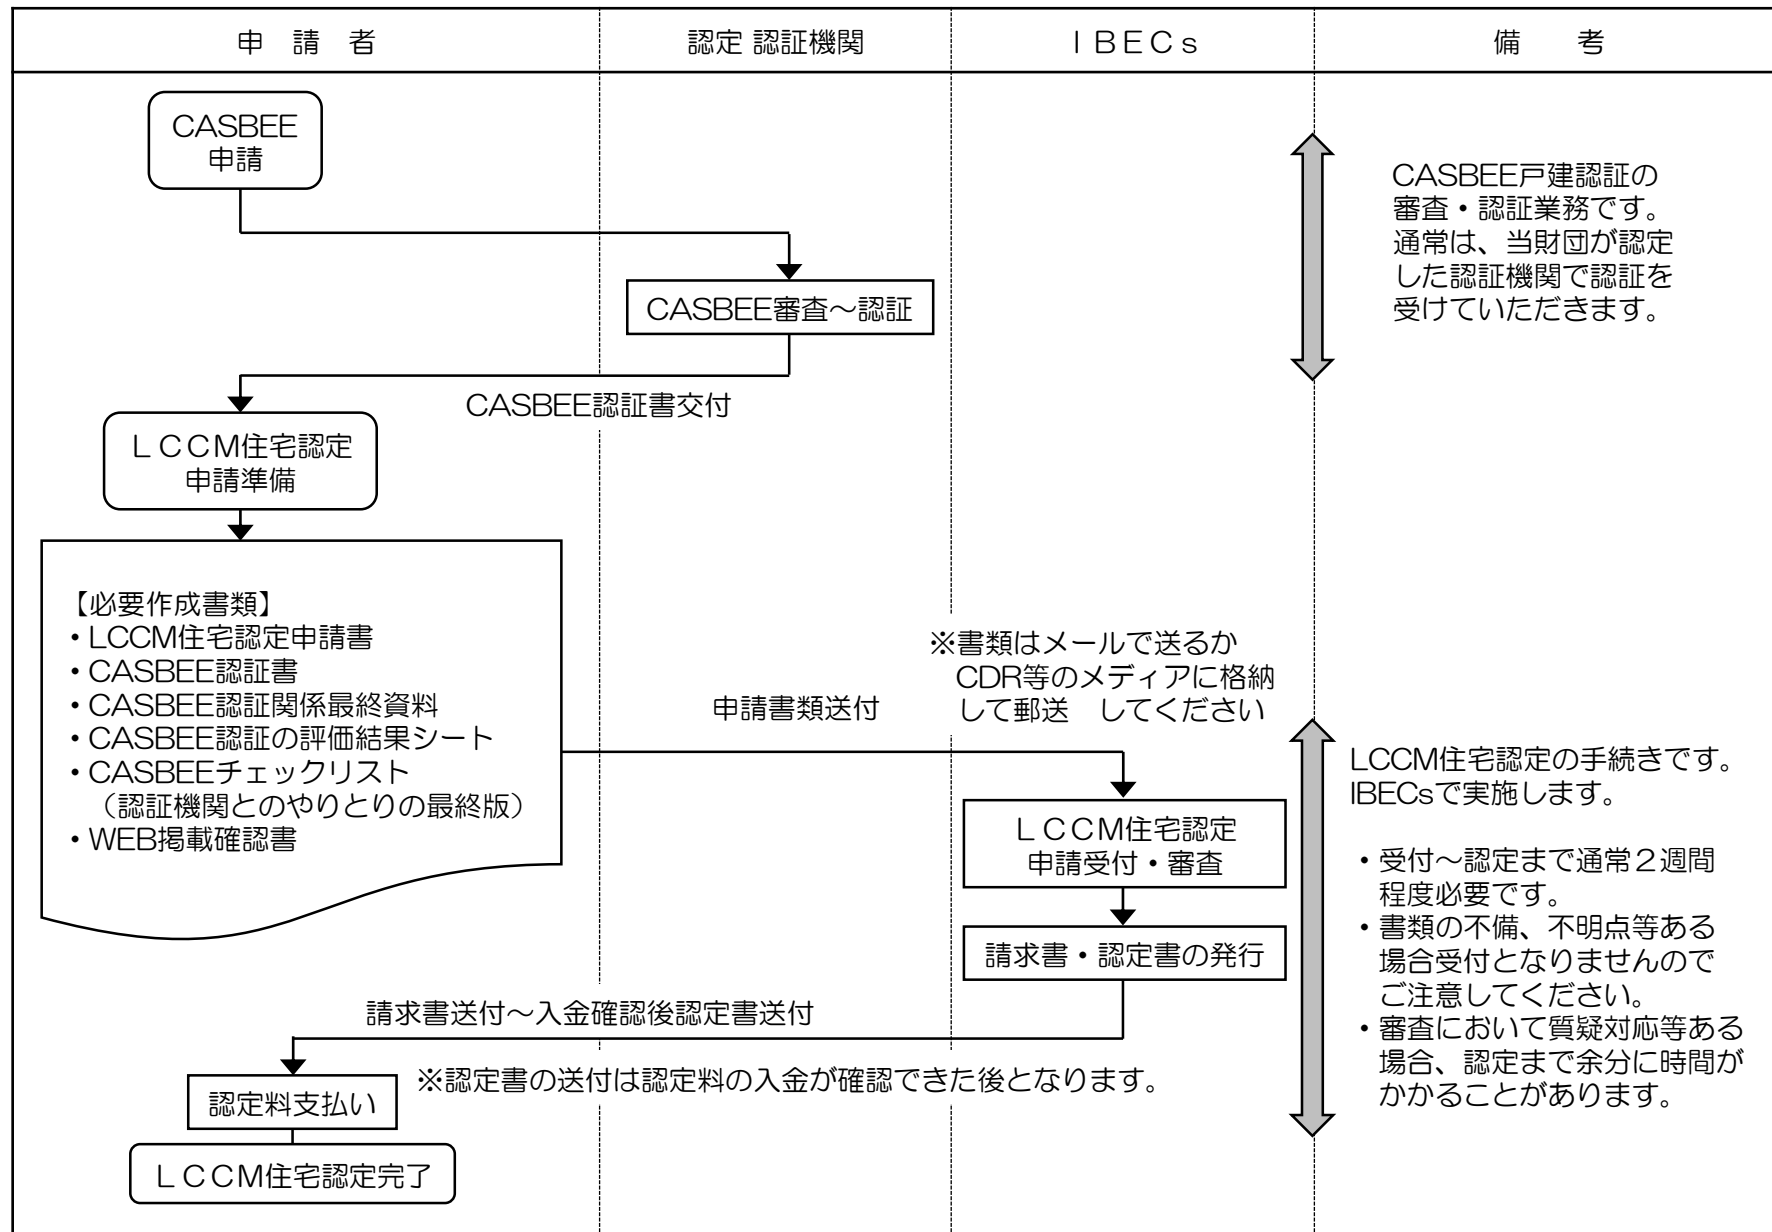 申　請　者
認定 認証機関
ＩＢＥＣｓ
備　　考
CASBEE
申請
CASBEE戸建認証の
審査・認証業務です。
通常は、当財団が認定
した認証機関で認証を
受けていただきます。
CASBEE審査～認証
CASBEE認証書交付
ＬＣＣＭ住宅認定
申請準備
【必要作成書類】
・LCCM住宅認定申請書
・CASBEE認証書
・CASBEE認証関係最終資料
・CASBEE認証の評価結果シート
・CASBEEチェックリスト
（認証機関とのやりとりの最終版）
・WEB掲載確認書
申請書類送付
※書類はメールで送るか
CDR等のメディアに格納
して郵送　してください
ＬＣＣＭ住宅認定
申請受付・審査
請求書・認定書の発行
LCCM住宅認定の手続きです。
IBECsで実施します。
・受付～認定まで通常２週間
程度必要です。
・書類の不備、不明点等ある
場合受付となりませんので
ご注意してください。
・審査において質疑対応等ある
場合、認定まで余分に時間が
かかることがあります。
請求書送付～入金確認後認定書送付
※認定書の送付は認定料の入金が確認できた後となります。
認定料支払い
ＬＣＣＭ住宅認定完了